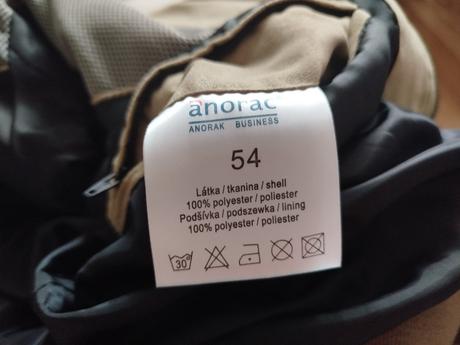 anorac
ANORAK BUSINESS
54
Látka / tkanina / shell
100% polyester / poliester
Podšívka / podszewka / lining
100% polyester / poliester
30°